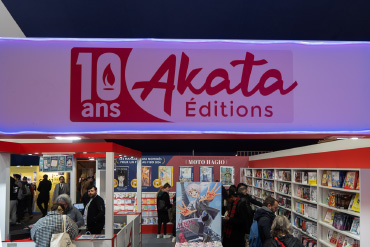 10 ans
Akata
Éditions
MOTO HAGIO